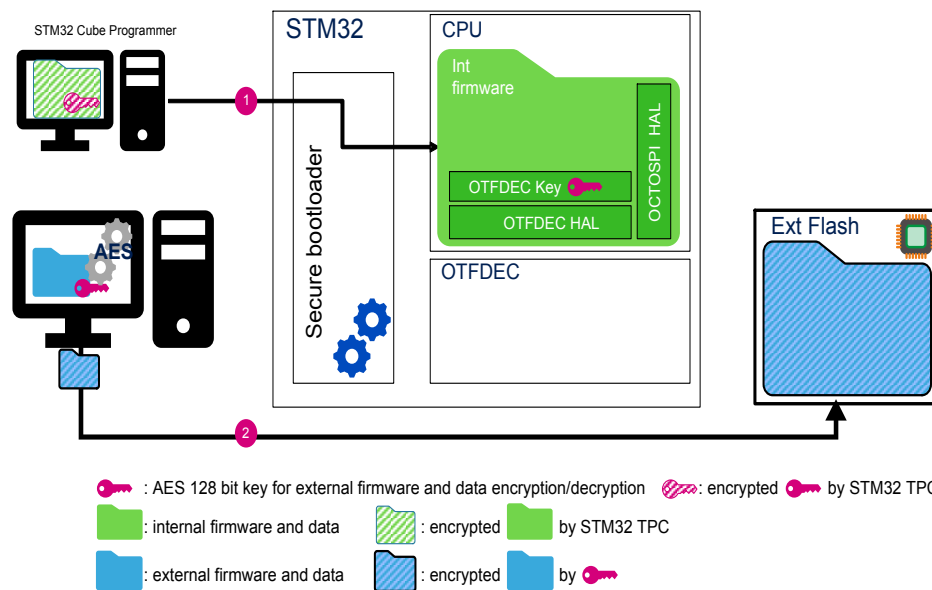 STM32 Cube Programmer
STM32
CPU
Int
firmware
1
OCTOSPI HAL
Secure bootloader
OTFDEC Key
OTFDEC HAL
AES
Ext Flash
OTFDEC
2
: AES 128 bit key for external firmware and data encryption/decryption : encrypted by STM32 TPC
: internal firmware and data : encrypted by STM32 TPC
: external firmware and data : encrypted by